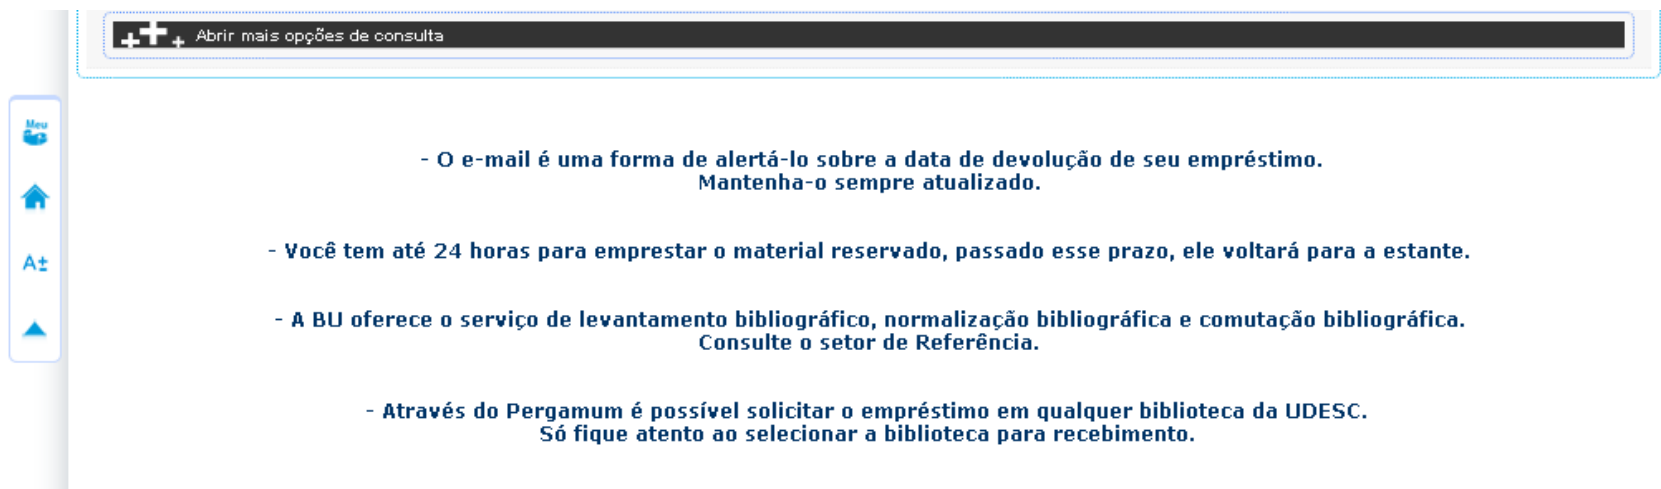 Abrir mais opções de consulta
Meu
A±
- O e-mail é uma forma de alertá-lo sobre a data de devolução de seu empréstimo.
Mantenha-o sempre atualizado.
- Você tem até 24 horas para emprestar o material reservado, passado esse prazo, ele voltará para a estante.
- A BU oferece o serviço de levantamento bibliográfico, normalização bibliográfica e comutação bibliográfica.
Consulte o setor de Referência.
- Através do Pergamum é possível solicitar o empréstimo em qualquer biblioteca da UDESC.
Só fique atento ao selecionar a biblioteca para recebimento.